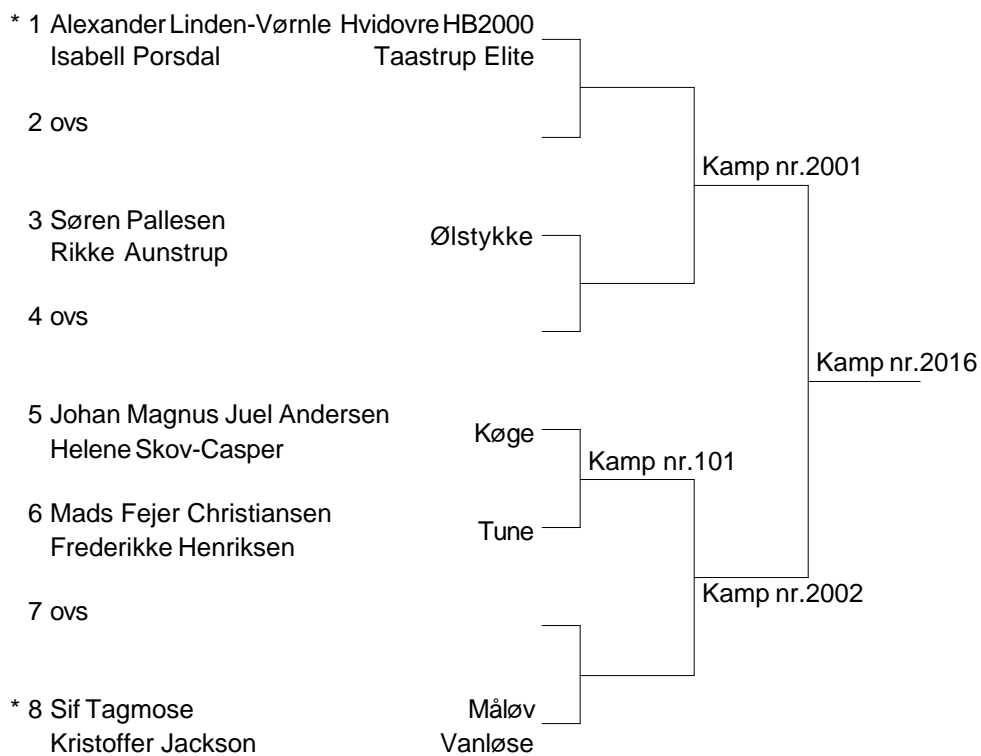 * 1 Alexander Linden-Vørnle Hvidovre HB2000
Isabell Porsdal Taastrup Elite
2 ovs
Kamp nr.2001
3 Søren Pallesen
Rikke Aunstrup Ølstykke
4 ovs
Kamp nr.2016
5 Johan Magnus Juel Andersen
Helene Skov-Casper Køge
Kamp nr.101
6 Mads Fejer Christiansen
Frederikke Henriksen Tune
Kamp nr.2002
7 ovs
* 8 Sif Tagmose Måløv
Kristoffer Jackson Vanløse